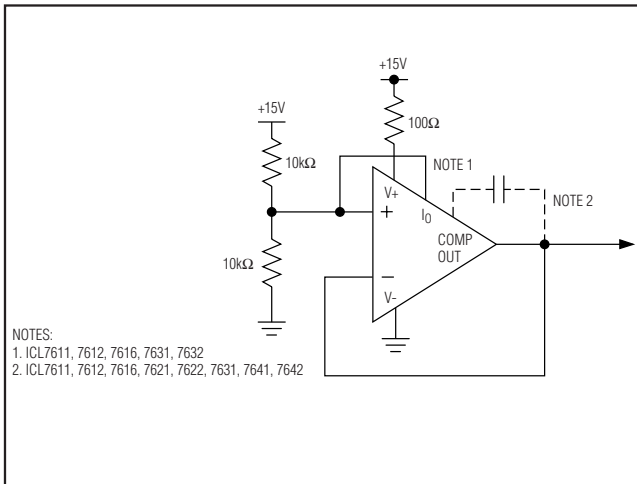 +15V
+15V
100Ω
10kΩ
NOTE 1
V+
I0
NOTE 2
+
COMP
OUT
10kΩ
−
V-
NOTES:
1. ICL7611, 7612, 7616, 7631, 7632
2. ICL7611, 7612, 7616, 7621, 7622, 7631, 7641, 7642